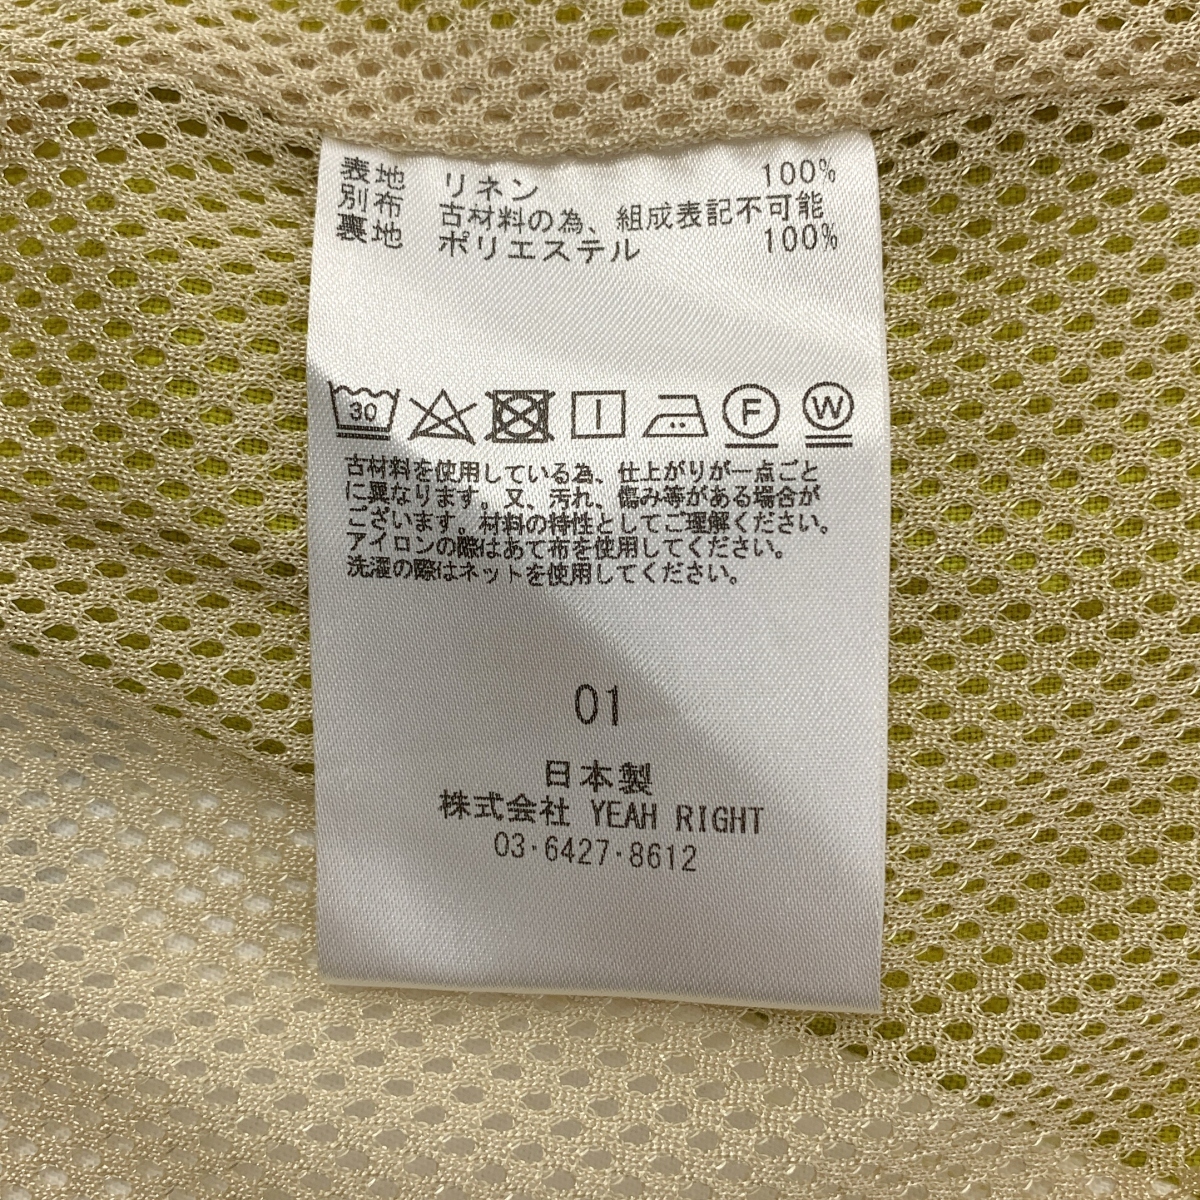 表地 リネン 100%
別布 古材料の為、組成表記不可能
裏地 ポリエステル 100%
30 F W
古材料を使用している為、仕上がりが一点ごと
に異なります。又、汚れ、傷み等がある場合が
ございます。材料の特性としてご理解ください。
アイロンの際はあて布を使用してください。
洗濯の際はネットを使用してください。
01
日本製
株式会社 YEAH RIGHT
03・6427・8612